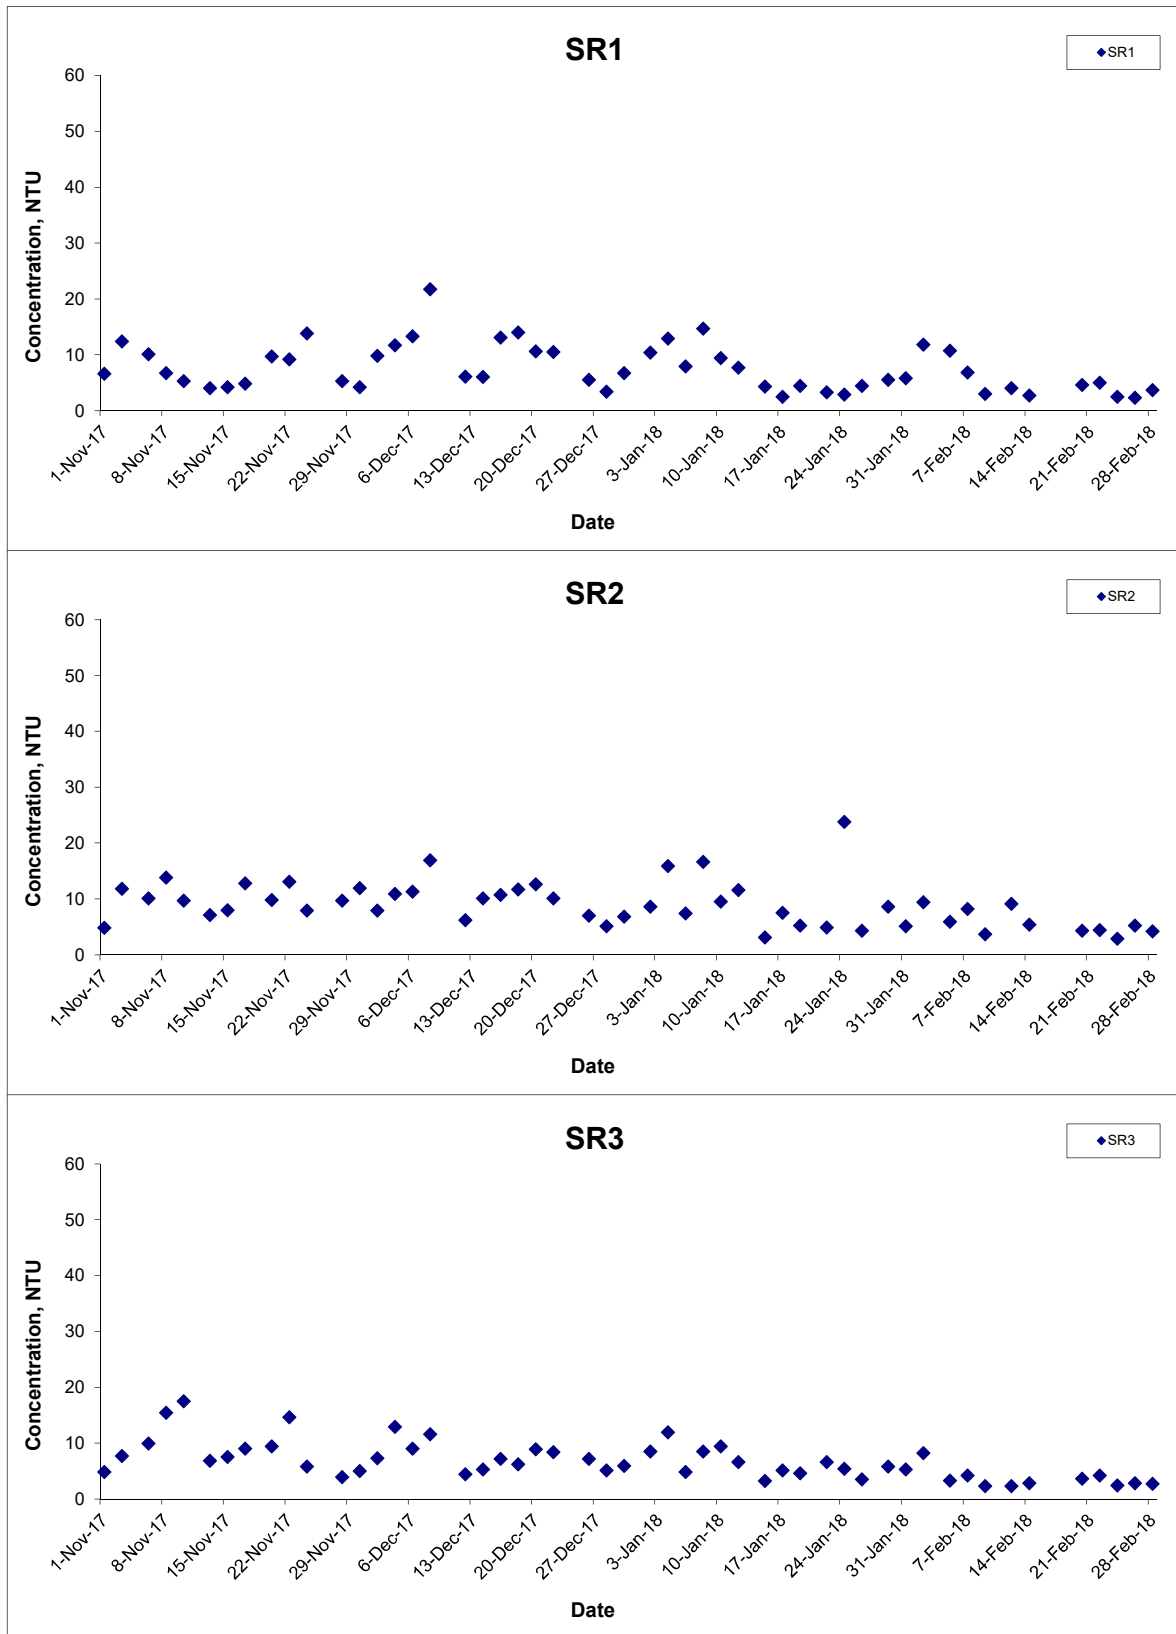 SR1
SR1
60
50
40
30
20
10
0
Concentration, NTU
1-Nov-17
8-Nov-17
15-Nov-17
22-Nov-17
29-Nov-17
6-Dec-17
13-Dec-17
20-Dec-17
27-Dec-17
3-Jan-18
10-Jan-18
17-Jan-18
24-Jan-18
31-Jan-18
7-Feb-18
14-Feb-18
21-Feb-18
28-Feb-18
Date
SR2
SR2
60
50
40
30
20
10
0
Concentration, NTU
1-Nov-17
8-Nov-17
15-Nov-17
22-Nov-17
29-Nov-17
6-Dec-17
13-Dec-17
20-Dec-17
27-Dec-17
3-Jan-18
10-Jan-18
17-Jan-18
24-Jan-18
31-Jan-18
7-Feb-18
14-Feb-18
21-Feb-18
28-Feb-18
Date
SR3
SR3
60
50
40
30
20
10
0
Concentration, NTU
1-Nov-17
8-Nov-17
15-Nov-17
22-Nov-17
29-Nov-17
6-Dec-17
13-Dec-17
20-Dec-17
27-Dec-17
3-Jan-18
10-Jan-18
17-Jan-18
24-Jan-18
31-Jan-18
7-Feb-18
14-Feb-18
21-Feb-18
28-Feb-18
Date